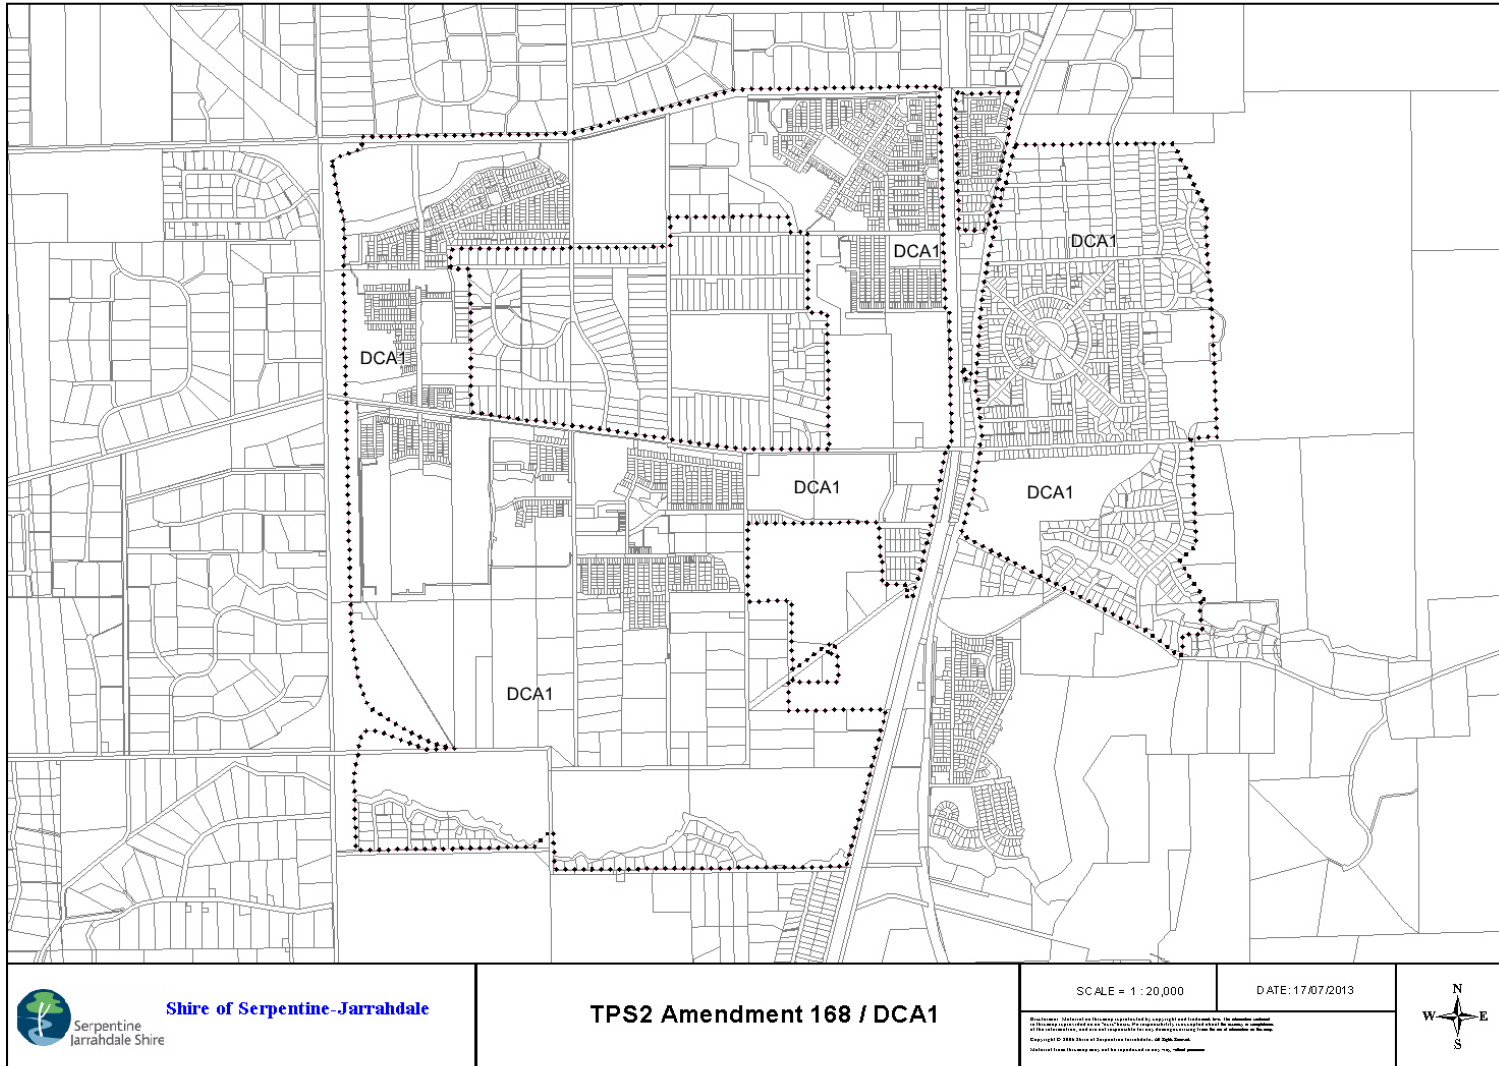 DCA1
DCA1
DCA1
DCA1
DCA1
DCA1
Serpentine
Jarrahdale Shire
Shire of Serpentine-Jarrahdale
TPS2 Amendment 168 / DCA1
SCALE = 1 : 20,000
DATE: 17/07/2013
N
W
E
S